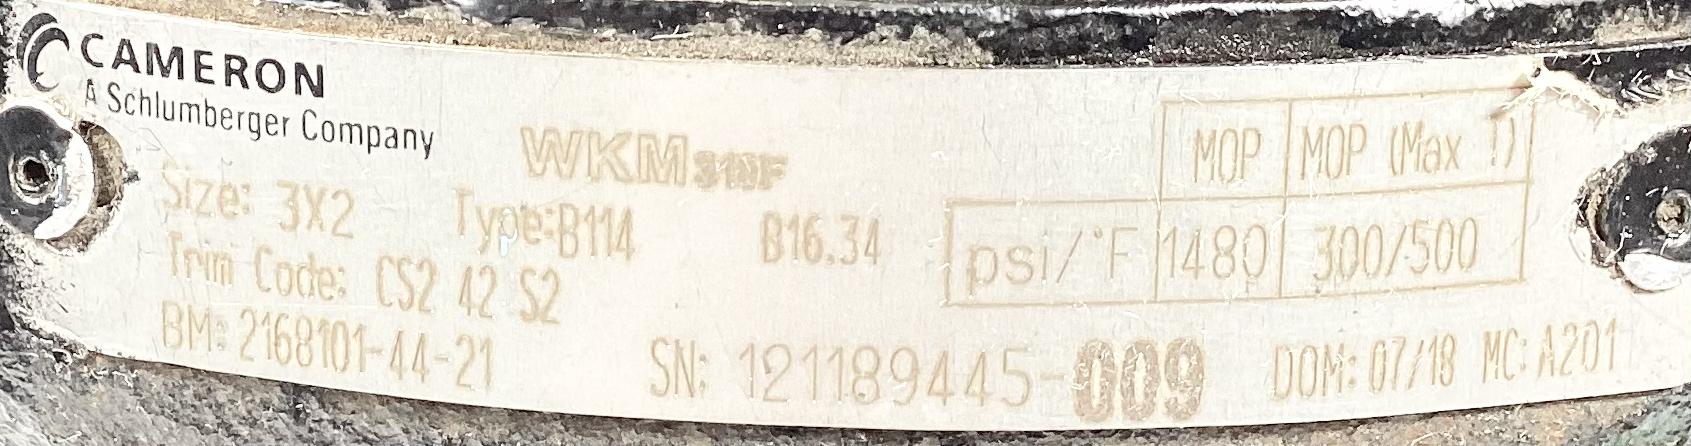 CAMERON
A Schlumberger Company
WKM 310F
MOP MOP (Max T)
psi/°F 1480 300/500
Size: 3X2 Type:B114 B16.34
Trim Code: CS2 42 S2
BM: 2168101-44-21 SN: 121189445-009 DOM: 07/18 MC: A201